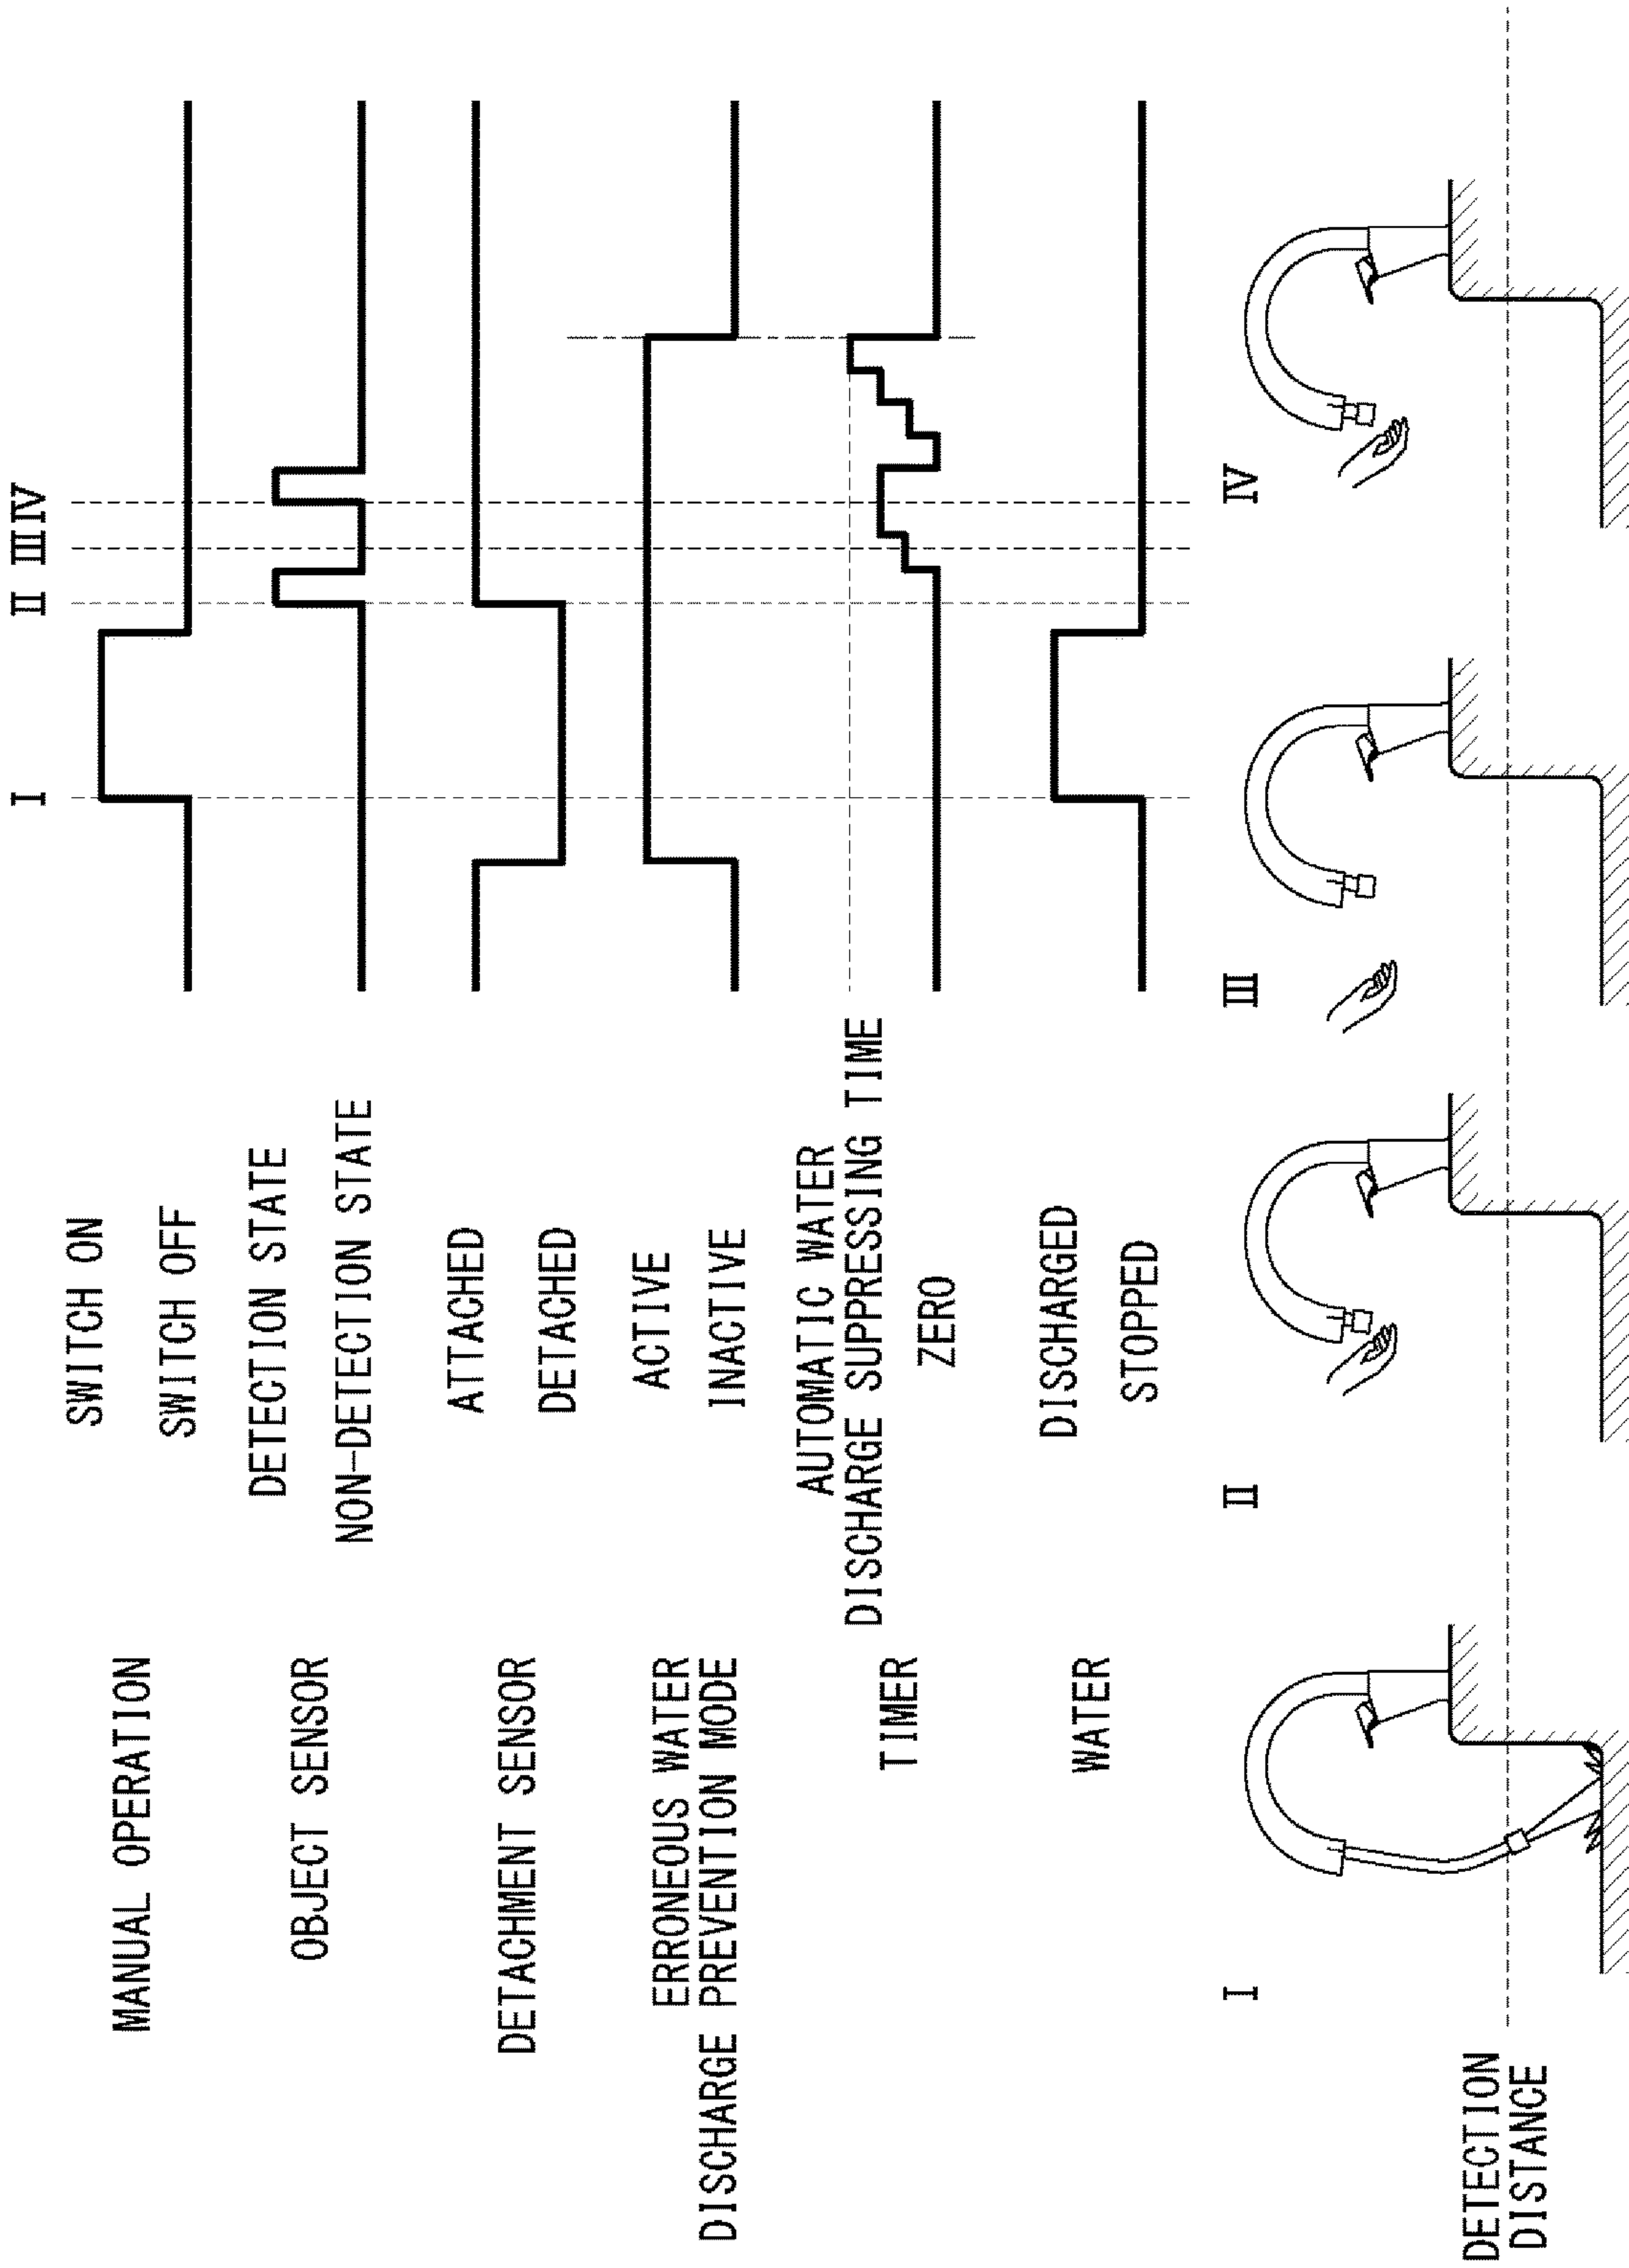 I II III IV
MANUAL OPERATION
SWITCH ON
SWITCH OFF
OBJECT SENSOR
DETECTION STATE
NON-DETECTION STATE
DETACHMENT SENSOR
ATTACHED
DETACHED
ERRONEOUS WATER
DISCHARGE PREVENTION MODE
ACTIVE
INACTIVE
TIMER
AUTOMATIC WATER
DISCHARGE SUPPRESSING TIME
ZERO
WATER
DISCHARGED
STOPPED
I
II
III
IV
DETECTION
DISTANCE